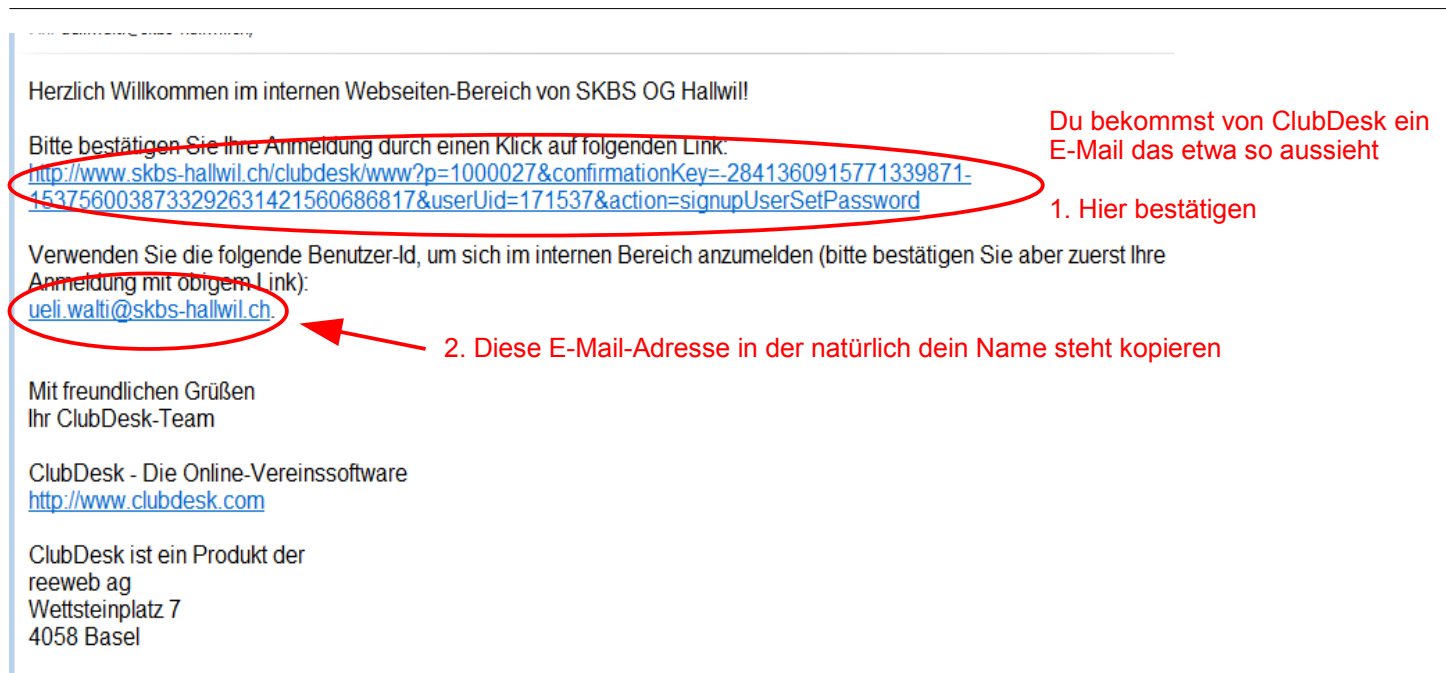 Herzlich Willkommen im internen Webseiten-Bereich von SKBS OG Hallwil!
Du bekommst von ClubDesk ein
E-Mail das etwa so aussieht
Bitte bestätigen Sie Ihre Anmeldung durch einen Klick auf folgenden Link:
http://www.skbs-hallwil.ch/clubdesk/www?p=1000027&confirmationKey=-2841360915771339871-
1537560038733292631421560686817&userUid=171537&action=signupUserSetPassword
1. Hier bestätigen
Verwenden Sie die folgende Benutzer-Id, um sich im internen Bereich anzumelden (bitte bestätigen Sie aber zuerst Ihre
Anmeldung mit obigem Link):
ueli.walti@skbs-hallwil.ch.
2. Diese E-Mail-Adresse in der natürlich dein Name steht kopieren
Mit freundlichen Grüßen
Ihr ClubDesk-Team
ClubDesk - Die Online-Vereinssoftware
http://www.clubdesk.com
ClubDesk ist ein Produkt der
reeweb ag
Wettsteinplatz 7
4058 Basel